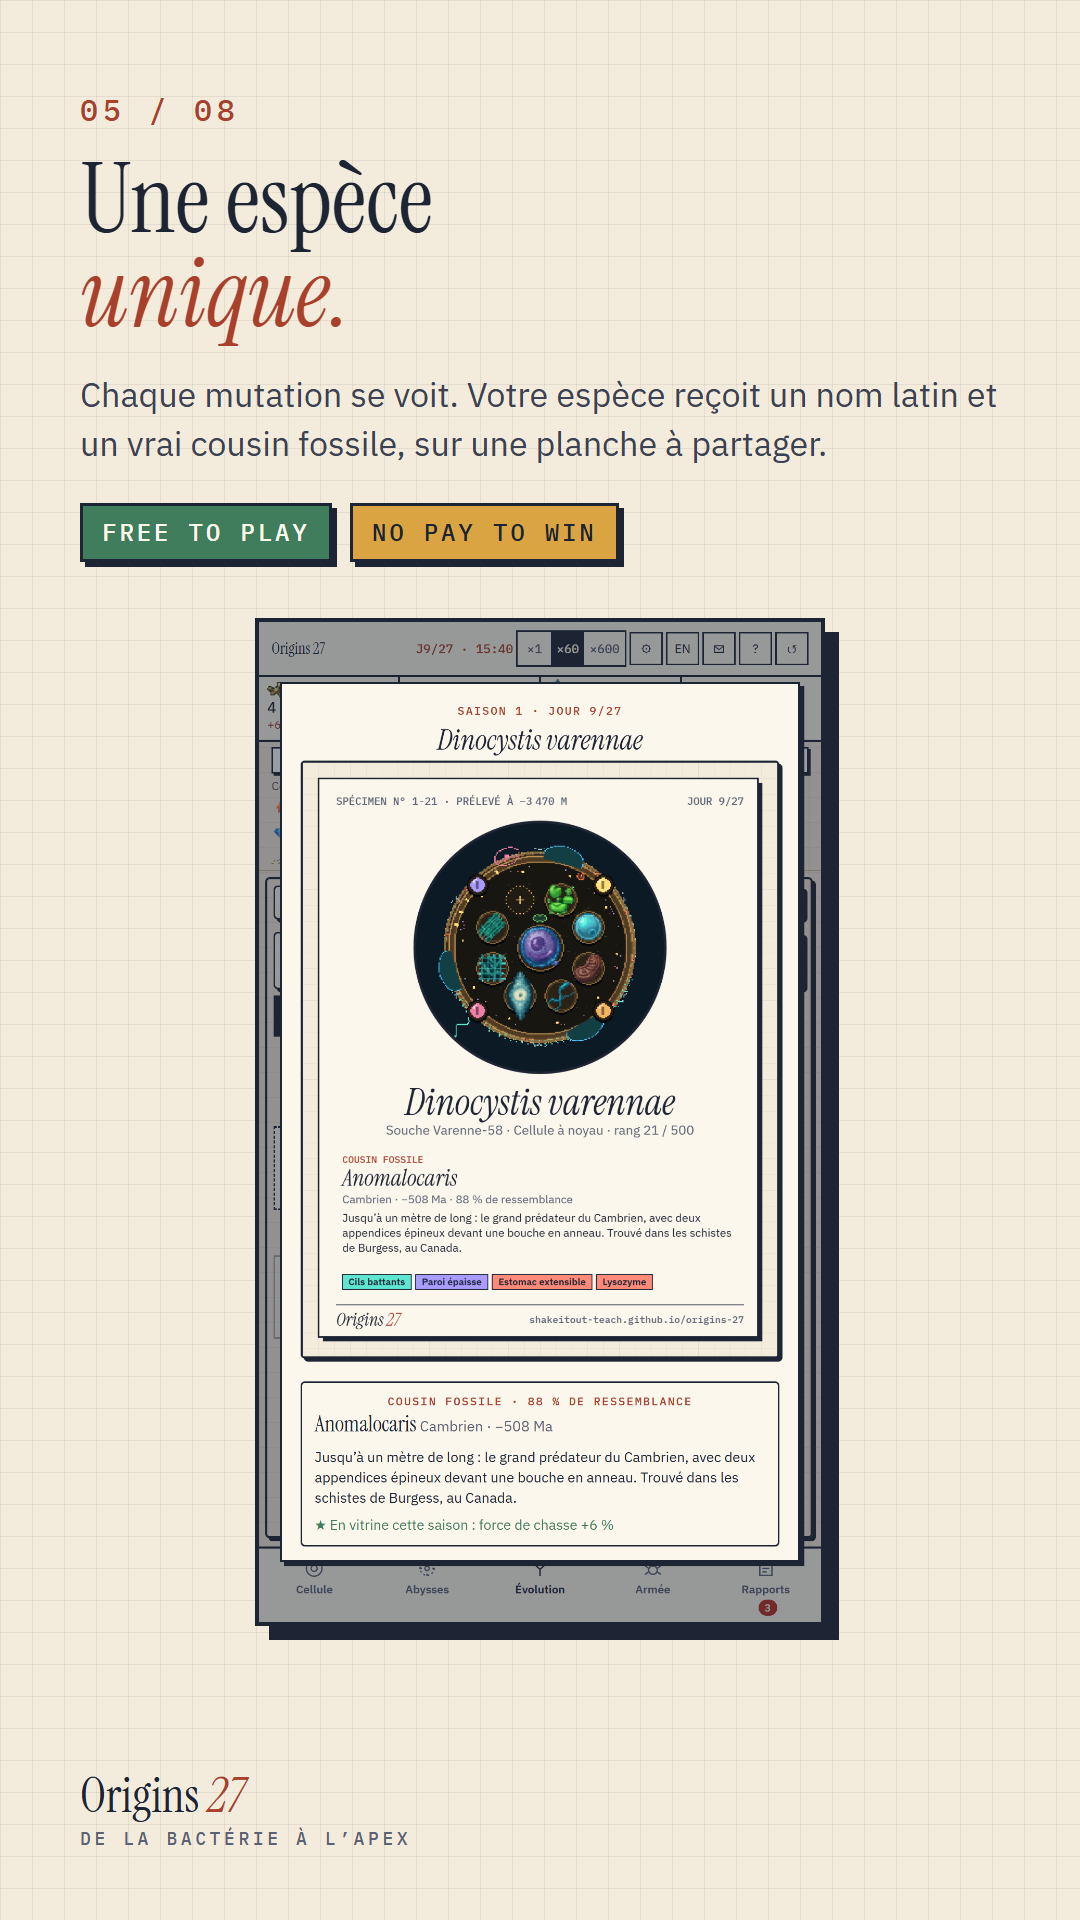 05 / 08
Une espèce
unique.
Chaque mutation se voit. Votre espèce reçoit un nom latin et
un vrai cousin fossile, sur une planche à partager.
FREE TO PLAY
NO PAY TO WIN
Origins 27
J9/27 · 15:40
×1
×60
×600
EN
?
4
+6
C
SAISON 1 · JOUR 9/27
Dinocystis varennae
SPÉCIMEN N° 1-21 · PRÉLEVÉ À −3 470 M
JOUR 9/27
Dinocystis varennae
Souche Varenne-58 · Cellule à noyau · rang 21 / 500
COUSIN FOSSILE
Anomalocaris
Cambrien · −508 Ma · 88 % de ressemblance
Jusqu’à un mètre de long : le grand prédateur du Cambrien, avec deux
appendices épineux devant une bouche en anneau. Trouvé dans les schistes
de Burgess, au Canada.
Cils battants
Paroi épaisse
Estomac extensible
Lysozyme
Origins 27
shakeitout-teach.github.io/origins-27
COUSIN FOSSILE · 88 % DE RESSEMBLANCE
Anomalocaris Cambrien · −508 Ma
Jusqu’à un mètre de long : le grand prédateur du Cambrien, avec deux
appendices épineux devant une bouche en anneau. Trouvé dans les
schistes de Burgess, au Canada.
★ En vitrine cette saison : force de chasse +6 %
Cellule
Abysses
Évolution
Armée
Rapports
3
Origins 27
DE LA BACTÉRIE À L’APEX